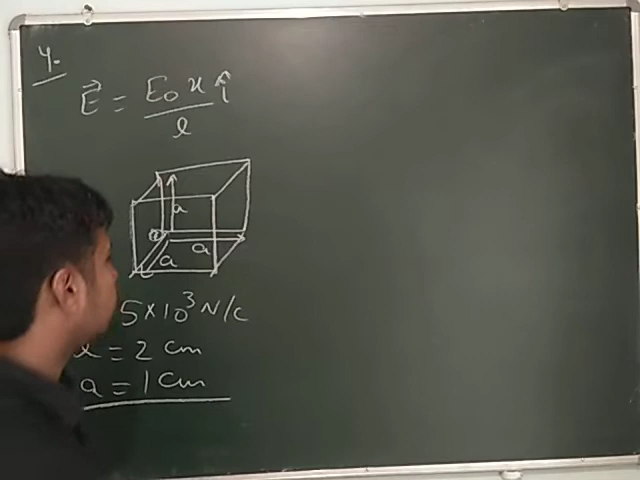 4.
E⃗ = E₀ x î / l
a
a
a
5×10³ N/C
l = 2 cm
a = 1 cm